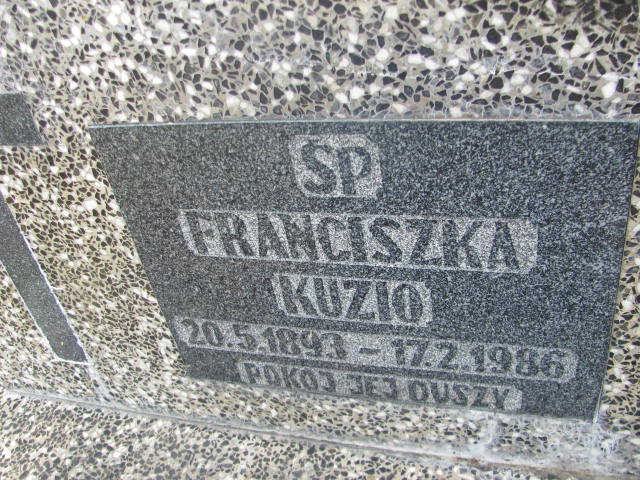 ŚP
FRANCISZKA
KUZIO
20.5.1893 - 17.2.1986
POKÓJ JEJ DUSZY